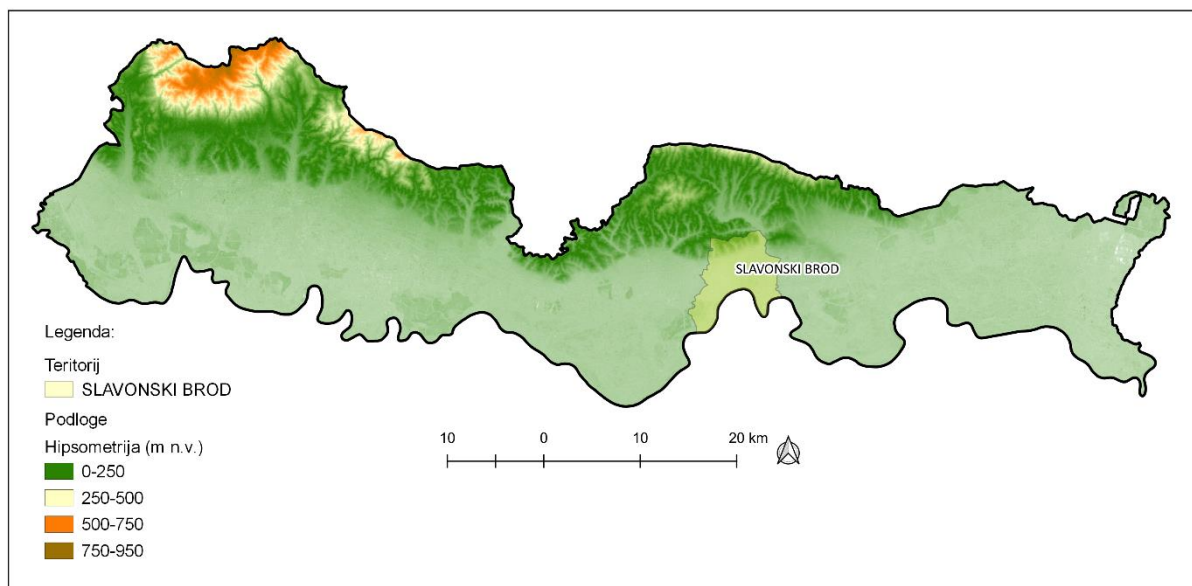 SLAVONSKI BROD
Legenda:
Teritorij
SLAVONSKI BROD
Podloge
Hipsometrija (m n.v.)
0-250
250-500
500-750
750-950
10 0 10 20 km